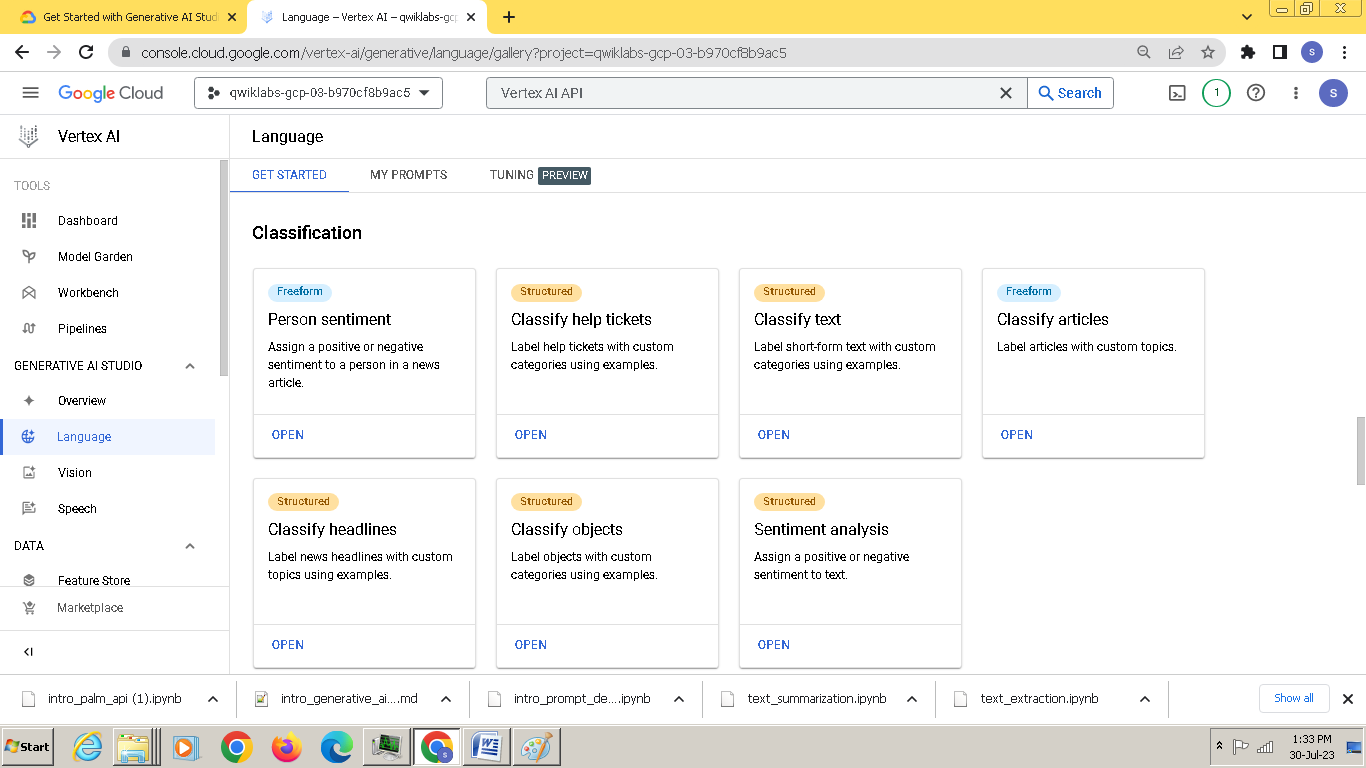 Get Started with Generative AI Studi
Language – Vertex AI – qwiklabs-gcp
console.cloud.google.com/vertex-ai/generative/language/gallery?project=qwiklabs-gcp-03-b970cf8b9ac5
s
Google Cloud
qwiklabs-gcp-03-b970cf8b9ac5
Vertex AI API
Search
1
S
Vertex AI
Language
GET STARTED
MY PROMPTS
TUNING PREVIEW
TOOLS
Dashboard
Model Garden
Workbench
Pipelines
GENERATIVE AI STUDIO
Overview
Language
Vision
Speech
DATA
Feature Store
Marketplace
Classification
Freeform
Person sentiment
Assign a positive or negative
sentiment to a person in a news
article.
OPEN
Structured
Classify help tickets
Label help tickets with custom
categories using examples.
OPEN
Structured
Classify text
Label short-form text with custom
categories using examples.
OPEN
Freeform
Classify articles
Label articles with custom topics.
OPEN
Structured
Classify headlines
Label news headlines with custom
topics using examples.
OPEN
Structured
Classify objects
Label objects with custom
categories using examples.
OPEN
Structured
Sentiment analysis
Assign a positive or negative
sentiment to text.
OPEN
intro_palm_api (1).ipynb
intro_generative_ai....md
intro_prompt_de....ipynb
text_summarization.ipynb
text_extraction.ipynb
Show all
Start
1:33 PM
30-Jul-23